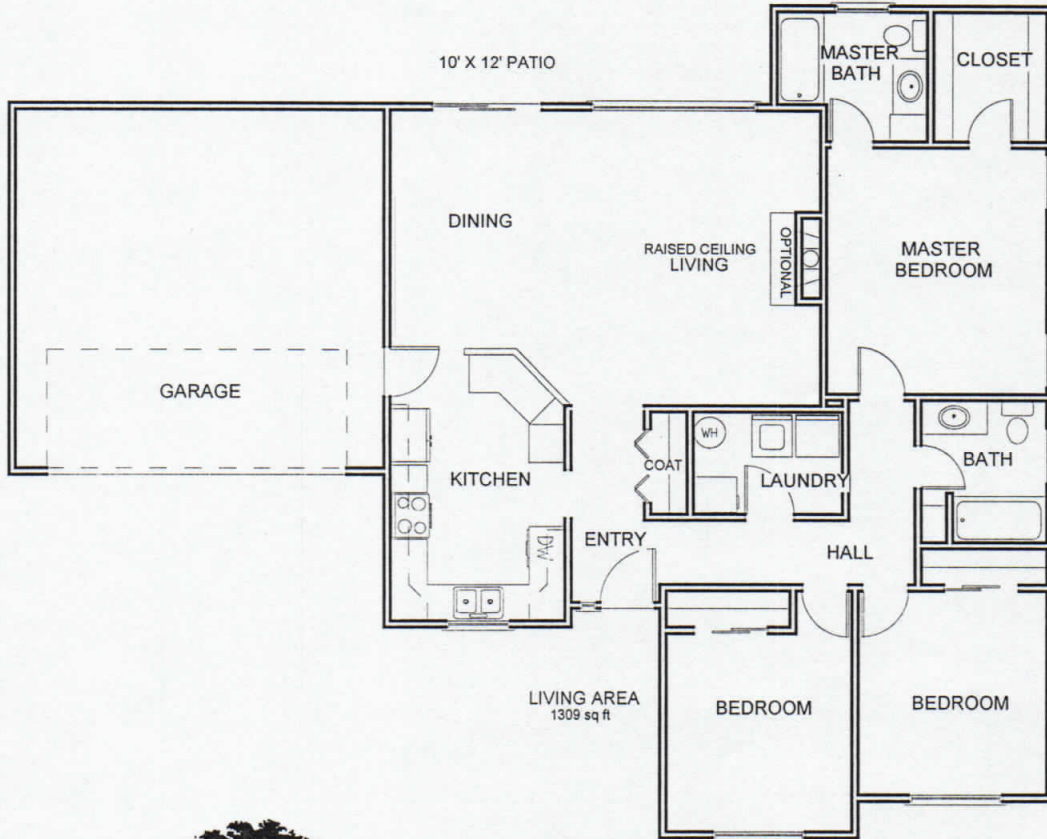 10' X 12' PATIO
MASTER
BATH
CLOSET
DINING
RAISED CEILING
LIVING
OPTIONAL
MASTER
BEDROOM
GARAGE
KITCHEN
COAT
WH
LAUNDRY
BATH
DW
ENTRY
HALL
LIVING AREA
1309 sq ft
BEDROOM
BEDROOM